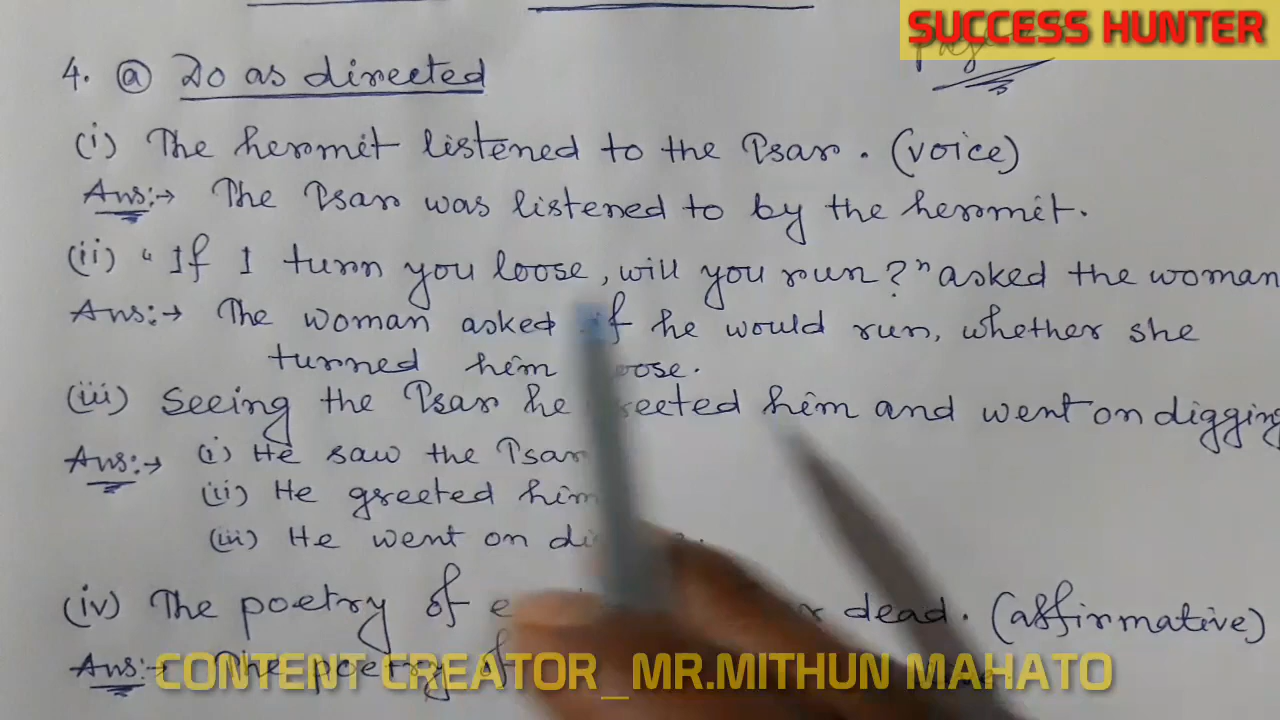 SUCCESS HUNTER
4. (a) Do as directed
(i) The hermit listened to the Tsar. (voice)
Ans:→ The Tsar was listened to by the hermit.
(ii) "If I turn you loose, will you run?" asked the woman
Ans:→ The woman asked if he would run, whether she
turned him loose.
(iii) Seeing the Tsar he greeted him and went on digging
Ans:→ (i) He saw the Tsar
(ii) He greeted him
(iii) He went on
(iv) The poetry of dead. (affirmative)
Ans:→ The poetry of
CONTENT CREATOR_MR.MITHUN MAHATO